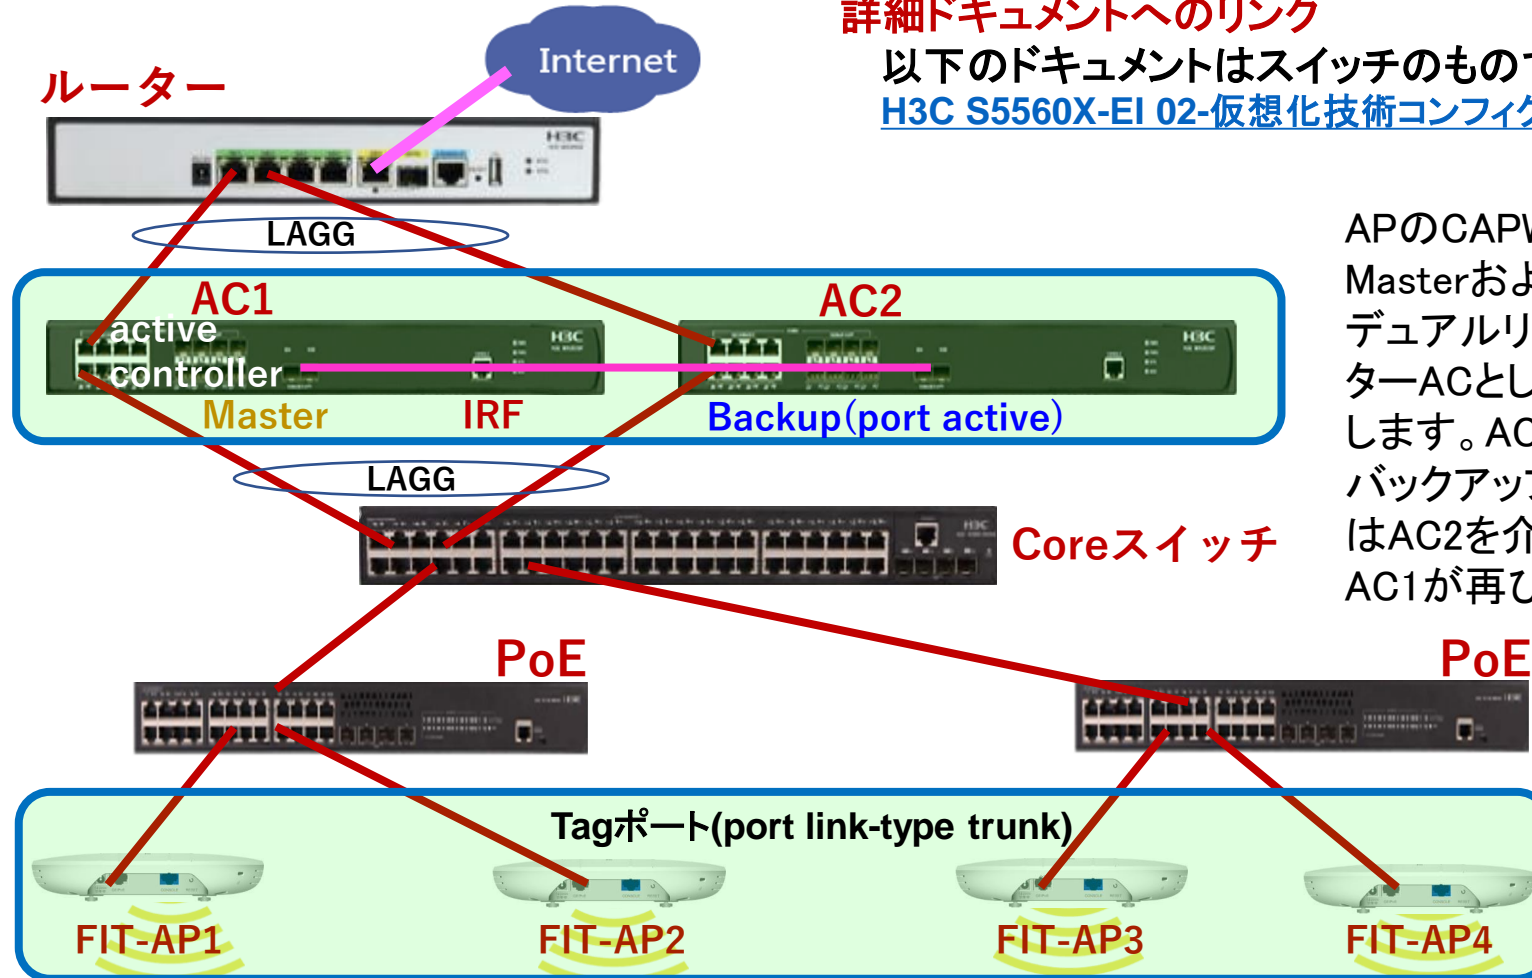 詳細ドキュメントへのリンク
以下のドキュメントはスイッチのもので
H3C S5560X-EI 02-仮想化技術コンフィグ
Internet
ルーター
H3C
LAGG
APのCAPW
Masterおよ
デュアルリ
ターACとし
します。AC
バックアップ
はAC2を介
AC1が再び
AC1
AC2
active
controller
H3C
H3C
Master
IRF
Backup(port active)
LAGG
H3C
Coreスイッチ
PoE
PoE
Tagポート(port link-type trunk)
FIT-AP1
FIT-AP2
FIT-AP3
FIT-AP4